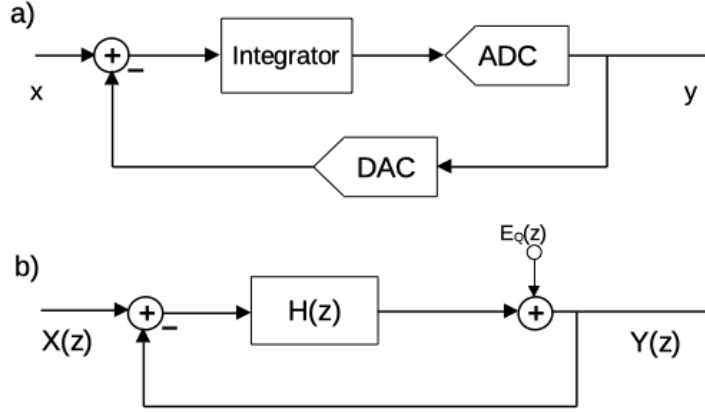 a)
+
−
Integrator
ADC
x
y
DAC
E_Q(z)
b)
+
−
H(z)
+
X(z)
Y(z)